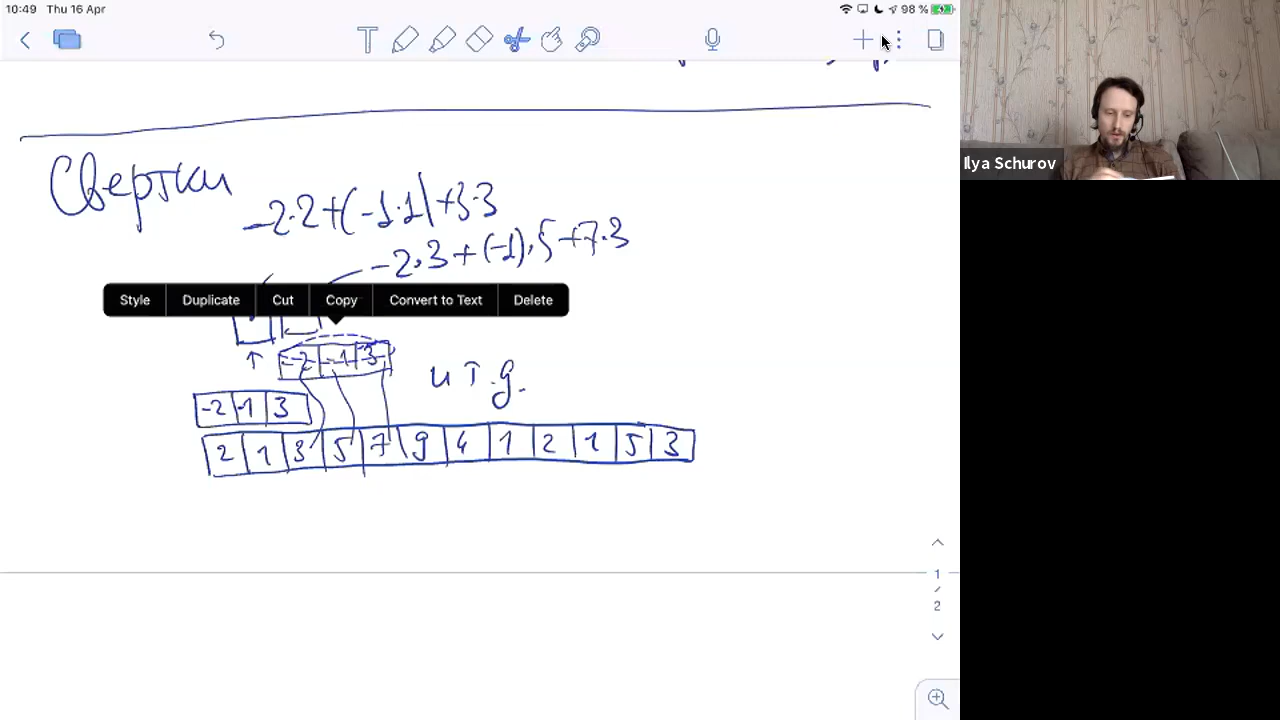 10:49 Thu 16 Apr 98 %
Свертки
-2·2+(-1·1)+3·3
-2·3+(-1)·5+7·3
Style Duplicate Cut Copy Convert to Text Delete
-2 -1 3
и т.д.
-2 -1 3
2 1 3 5 7 9 4 1 2 1 5 3
1
/
2
Ilya Schurov